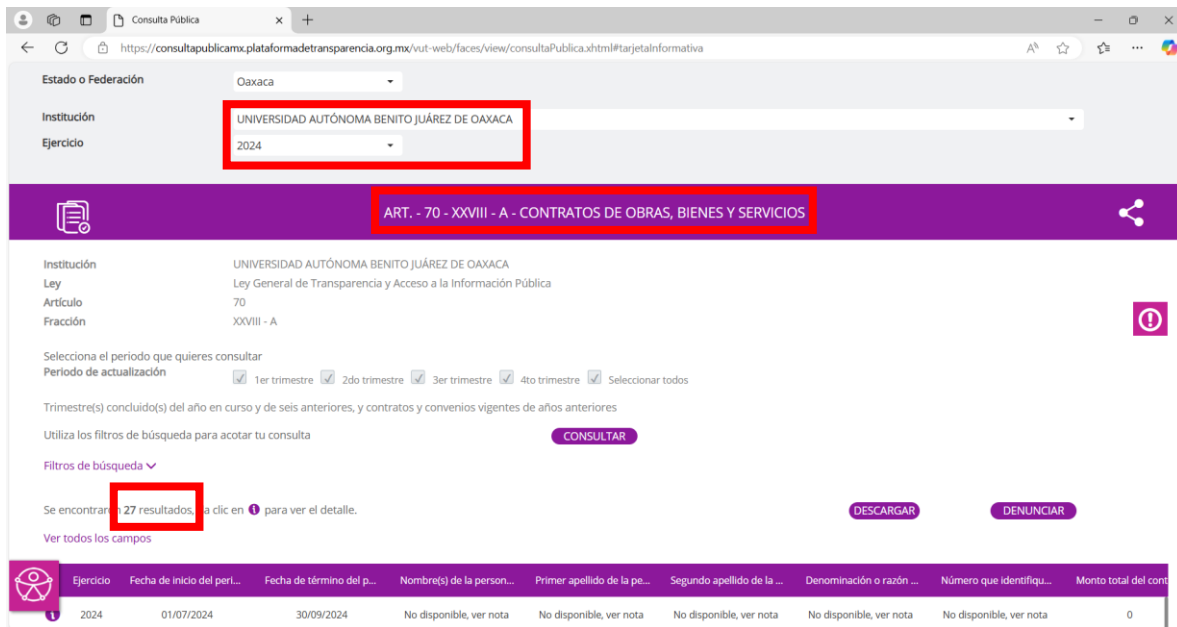 Consulta Pública
https://consultapublicamx.plataformadetransparencia.org.mx/vut-web/faces/view/consultaPublica.xhtml#tarjetaInformativa
Estado o Federación Oaxaca
Institución UNIVERSIDAD AUTÓNOMA BENITO JUÁREZ DE OAXACA
Ejercicio 2024
ART. - 70 - XXVIII - A - CONTRATOS DE OBRAS, BIENES Y SERVICIOS
Institución UNIVERSIDAD AUTÓNOMA BENITO JUÁREZ DE OAXACA
Ley Ley General de Transparencia y Acceso a la Información Pública
Artículo 70
Fracción XXVIII - A
Selecciona el periodo que quieres consultar
Periodo de actualización 1er trimestre 2do trimestre 3er trimestre 4to trimestre Seleccionar todos
Trimestre(s) concluido(s) del año en curso y de seis anteriores, y contratos y convenios vigentes de años anteriores
Utiliza los filtros de búsqueda para acotar tu consulta CONSULTAR
Filtros de búsqueda
Se 27 resultados, clic en para ver el detalle. DESCARGAR DENUNCIAR
Ver todos los campos
Ejercicio Fecha de inicio del peri... Fecha de término del p... Nombre(s) de la person... Primer apellido de la pe... Segundo apellido de la ... Denominación o razón ... Número que identifiqu... Monto total del cont
2024 01/07/2024 30/09/2024 No disponible, ver nota No disponible, ver nota No disponible, ver nota No disponible, ver nota No disponible, ver nota 0